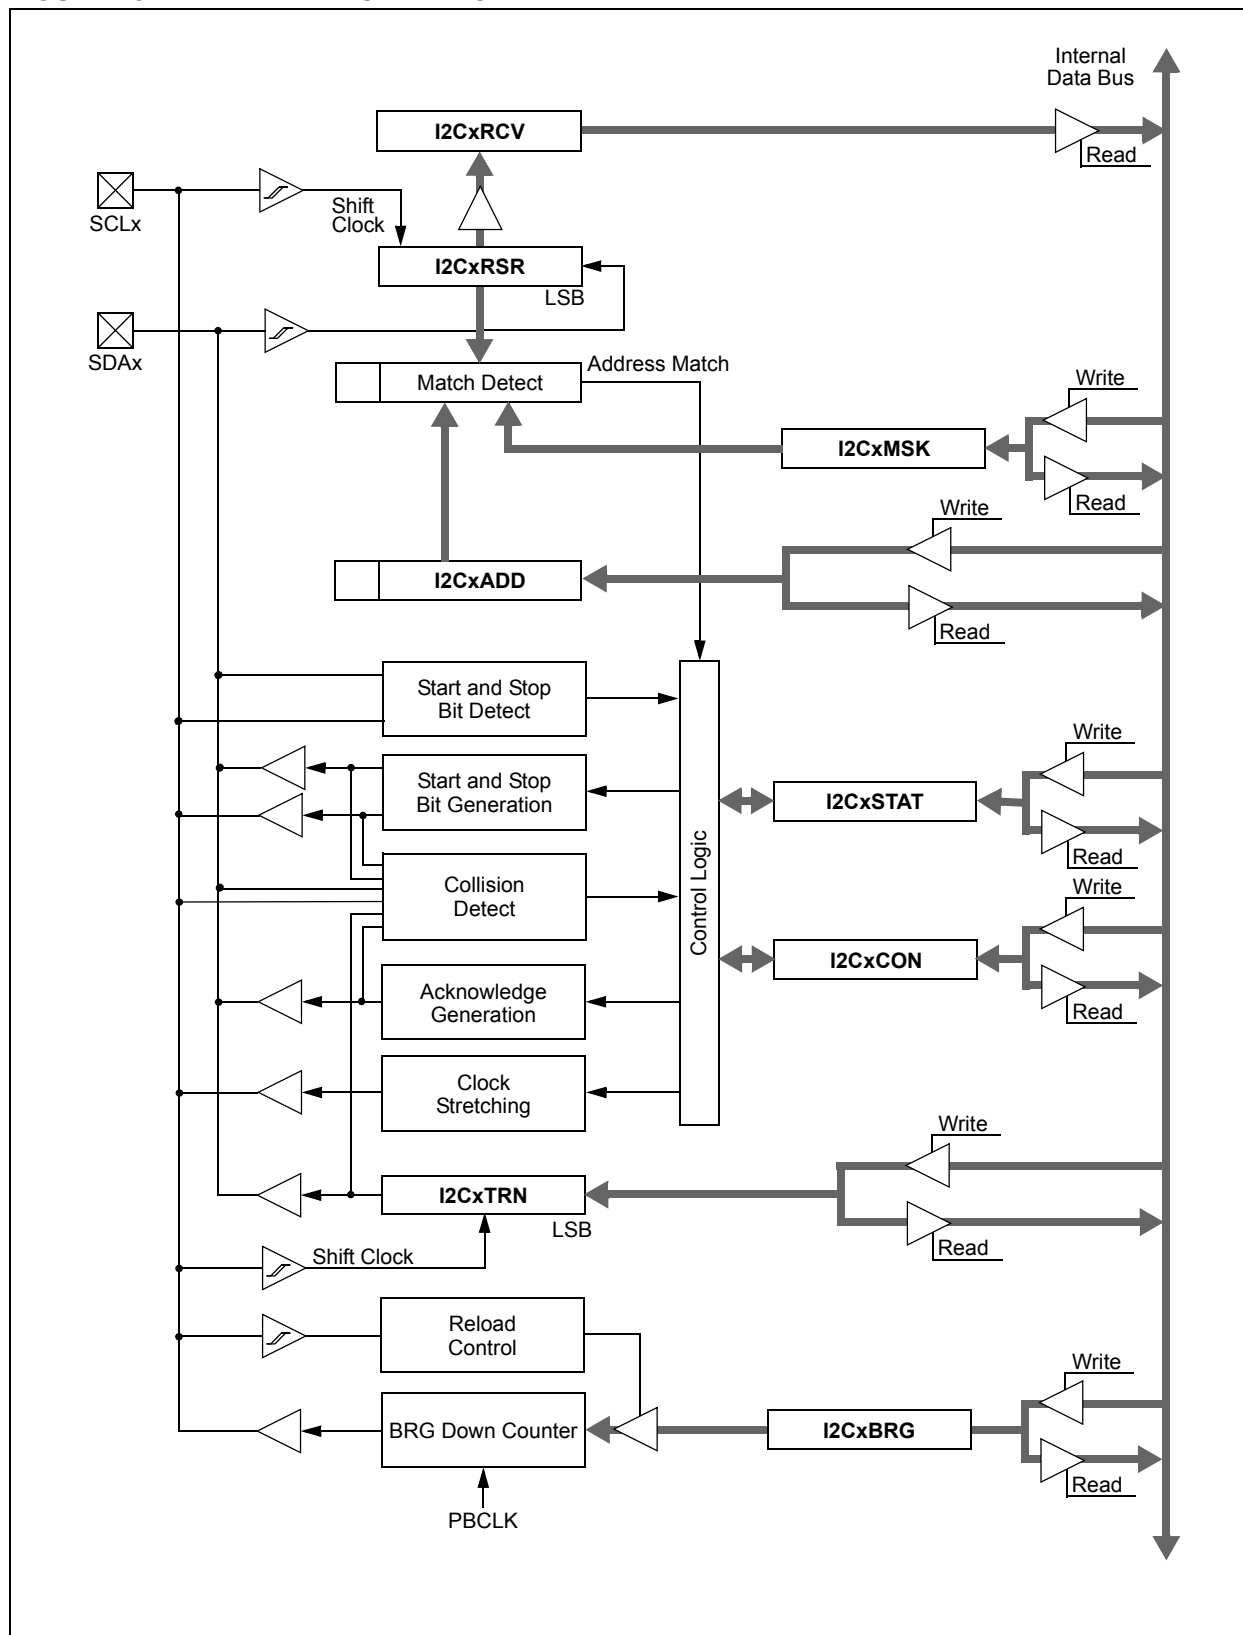 Internal
Data Bus
I2CxRCV
Read
SCLx
Shift
Clock
I2CxRSR
LSB
SDAx
Address Match
Match Detect
Write
I2CxMSK
Read
Write
I2CxADD
Read
Start and Stop
Bit Detect
Write
Start and Stop
Bit Generation
I2CxSTAT
Read
Control Logic
Collision
Detect
Write
I2CxCON
Acknowledge
Generation
Read
Clock
Stretching
Write
I2CxTRN
LSB
Read
Shift Clock
Reload
Control
Write
BRG Down Counter
I2CxBRG
Read
PBCLK